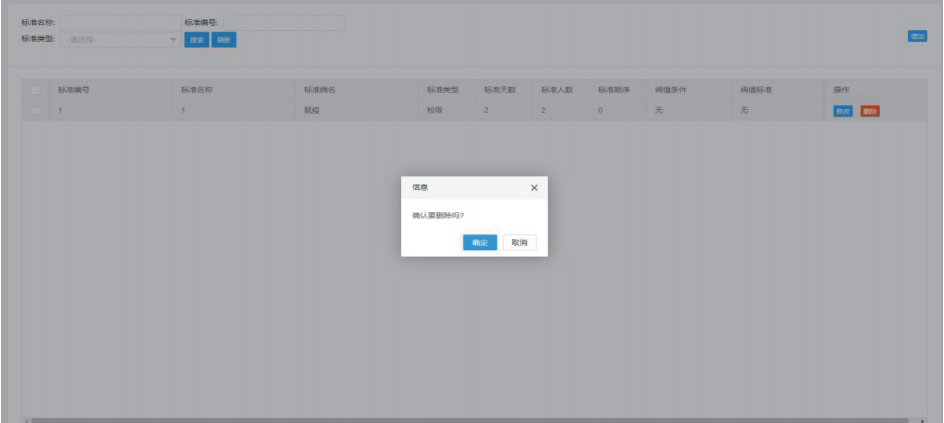 标准名称: 标准编号:
标准类型: -请选择- 搜索 刷新 添加
标准编号 标准名称 标准病名 标准类型 标准天数 标准人数 标准顺序 阀值条件 阀值标准 操作
1 1 鼠疫 校级 2 2 0 无 无 修改 删除
信息
确认要删除吗?
确定 取消